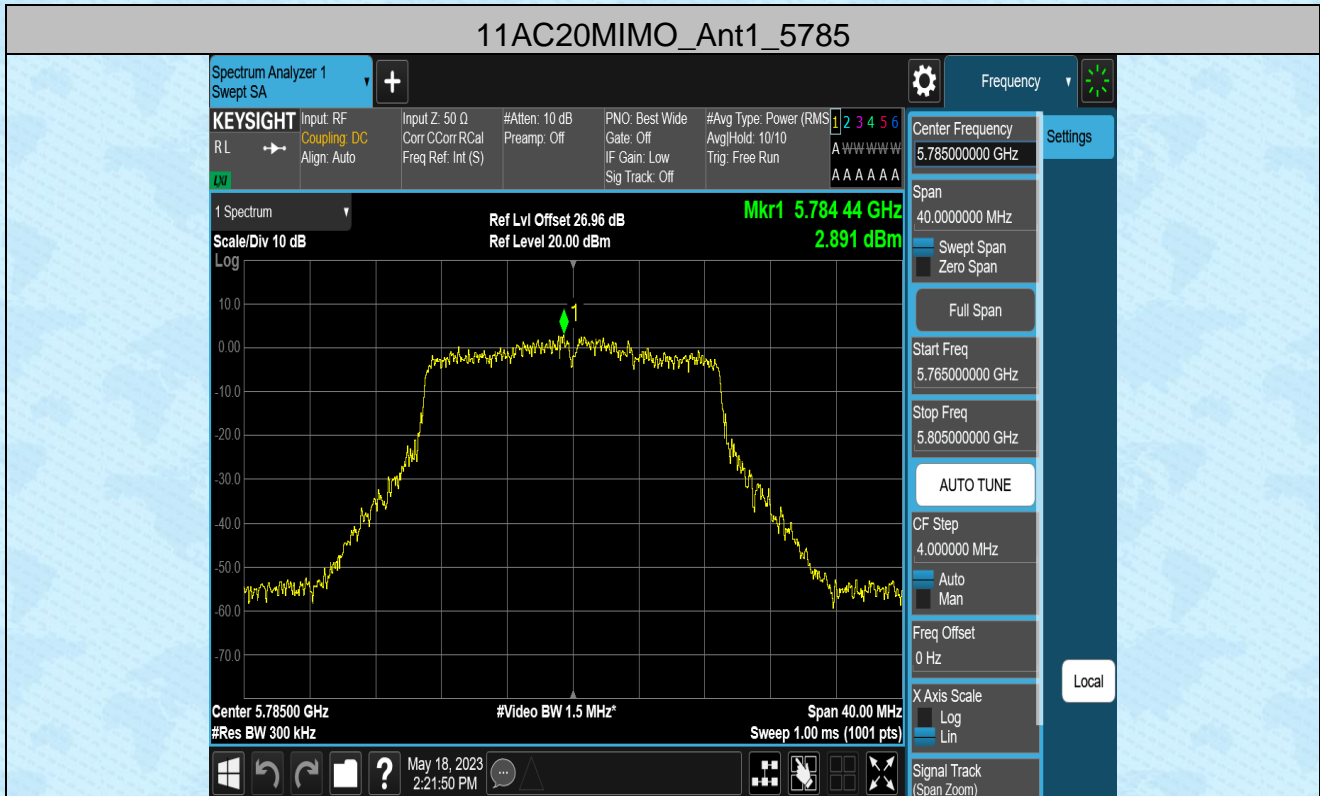 11AC20MIMO_Ant1_5785
Spectrum Analyzer 1
Swept SA
Frequency
KEYSIGHT
R L
LXI
Input: RF
Coupling: DC
Align: Auto
Input Z: 50 Ω
Corr CCorr RCal
Freq Ref: Int (S)
#Atten: 10 dB
Preamp: Off
PNO: Best Wide
Gate: Off
IF Gain: Low
Sig Track: Off
#Avg Type: Power (RMS
Avg|Hold: 10/10
Trig: Free Run
1 2 3 4 5 6
A W W W W W
A A A A A A
1 Spectrum
Scale/Div 10 dB
Log
Ref Lvl Offset 26.96 dB
Ref Level 20.00 dBm
Mkr1 5.784 44 GHz
2.891 dBm
10.0
0.00
-10.0
-20.0
-30.0
-40.0
-50.0
-60.0
-70.0
1
Center 5.78500 GHz
#Res BW 300 kHz
#Video BW 1.5 MHz*
Span 40.00 MHz
Sweep 1.00 ms (1001 pts)
Center Frequency
5.785000000 GHz
Span
40.0000000 MHz
Swept Span
Zero Span
Full Span
Start Freq
5.765000000 GHz
Stop Freq
5.805000000 GHz
AUTO TUNE
CF Step
4.000000 MHz
Auto
Man
Freq Offset
0 Hz
X Axis Scale
Log
Lin
Signal Track
(Span Zoom)
Settings
Local
?
May 18, 2023
2:21:50 PM